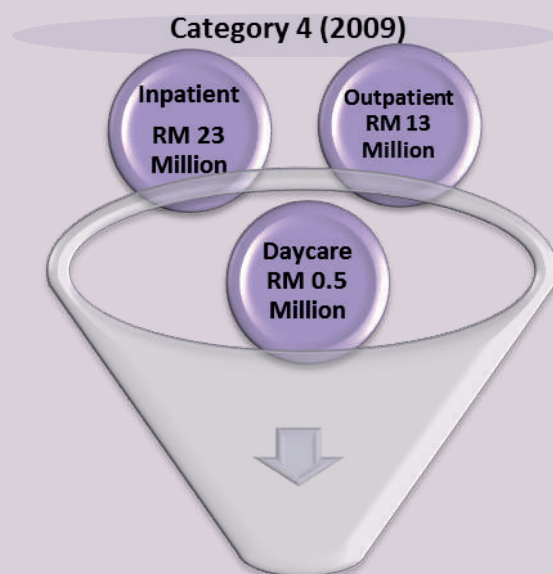 Category 4 (2009)
Inpatient
RM 23
Million
Outpatient
RM 13
Million
Daycare
RM 0.5
Million